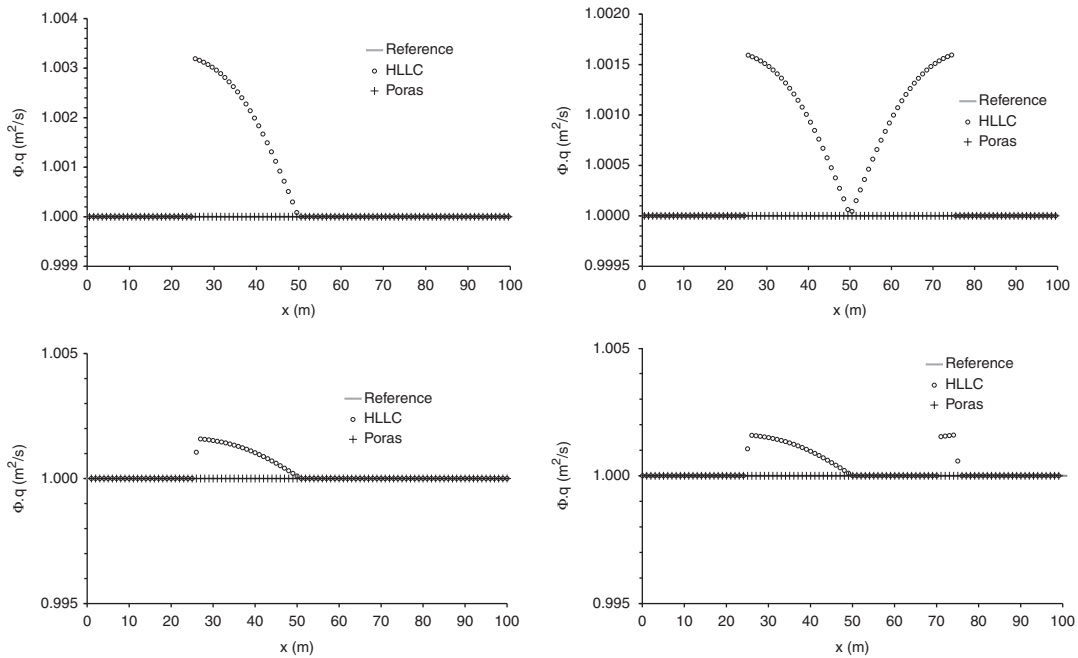 1.004
1.003
1.002
1.001
1.000
0.999
Φ.q (m²/s)
Reference
HLLC
Poras
0 10 20 30 40 50 60 70 80 90 100
x (m)
1.0020
1.0015
1.0010
1.0005
1.0000
0.9995
Φ.q (m²/s)
Reference
HLLC
Poras
0 10 20 30 40 50 60 70 80 90 100
x (m)
1.005
1.000
0.995
Φ.q (m²/s)
Reference
HLLC
Poras
0 10 20 30 40 50 60 70 80 90 100
x (m)
1.005
1.000
0.995
Φ.q (m²/s)
Reference
HLLC
Poras
0 10 20 30 40 50 60 70 80 90 100
x (m)